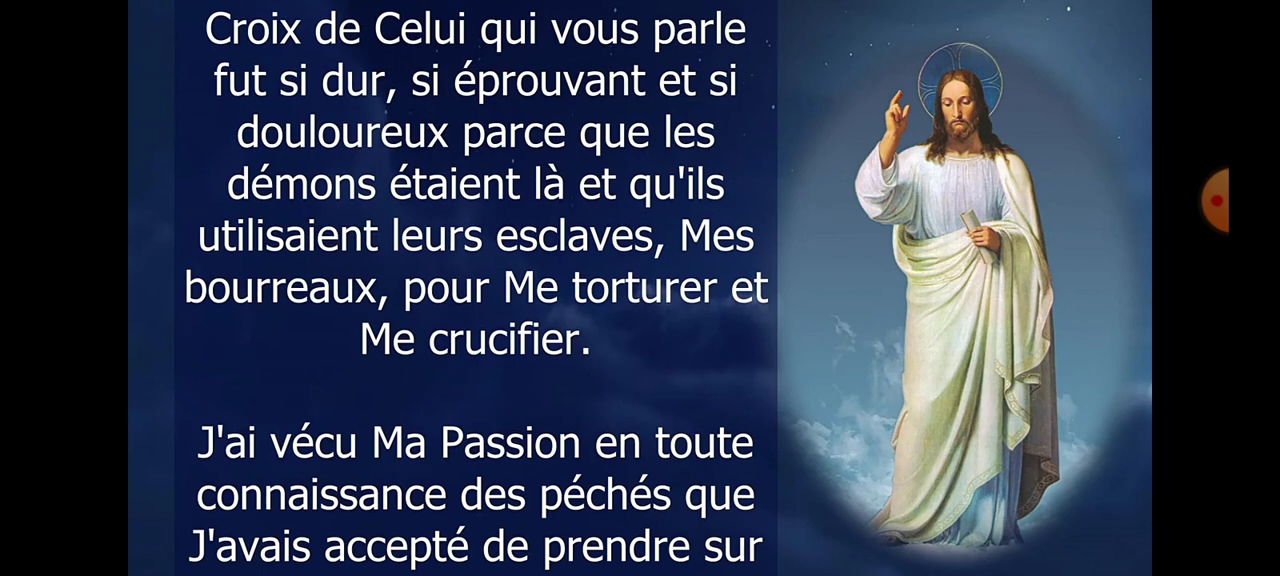 Croix de Celui qui vous parle
fut si dur, si éprouvant et si
douloureux parce que les
démons étaient là et qu'ils
utilisaient leurs esclaves, Mes
bourreaux, pour Me torturer et
Me crucifier.
J'ai vécu Ma Passion en toute
connaissance des péchés que
J'avais accepté de prendre sur